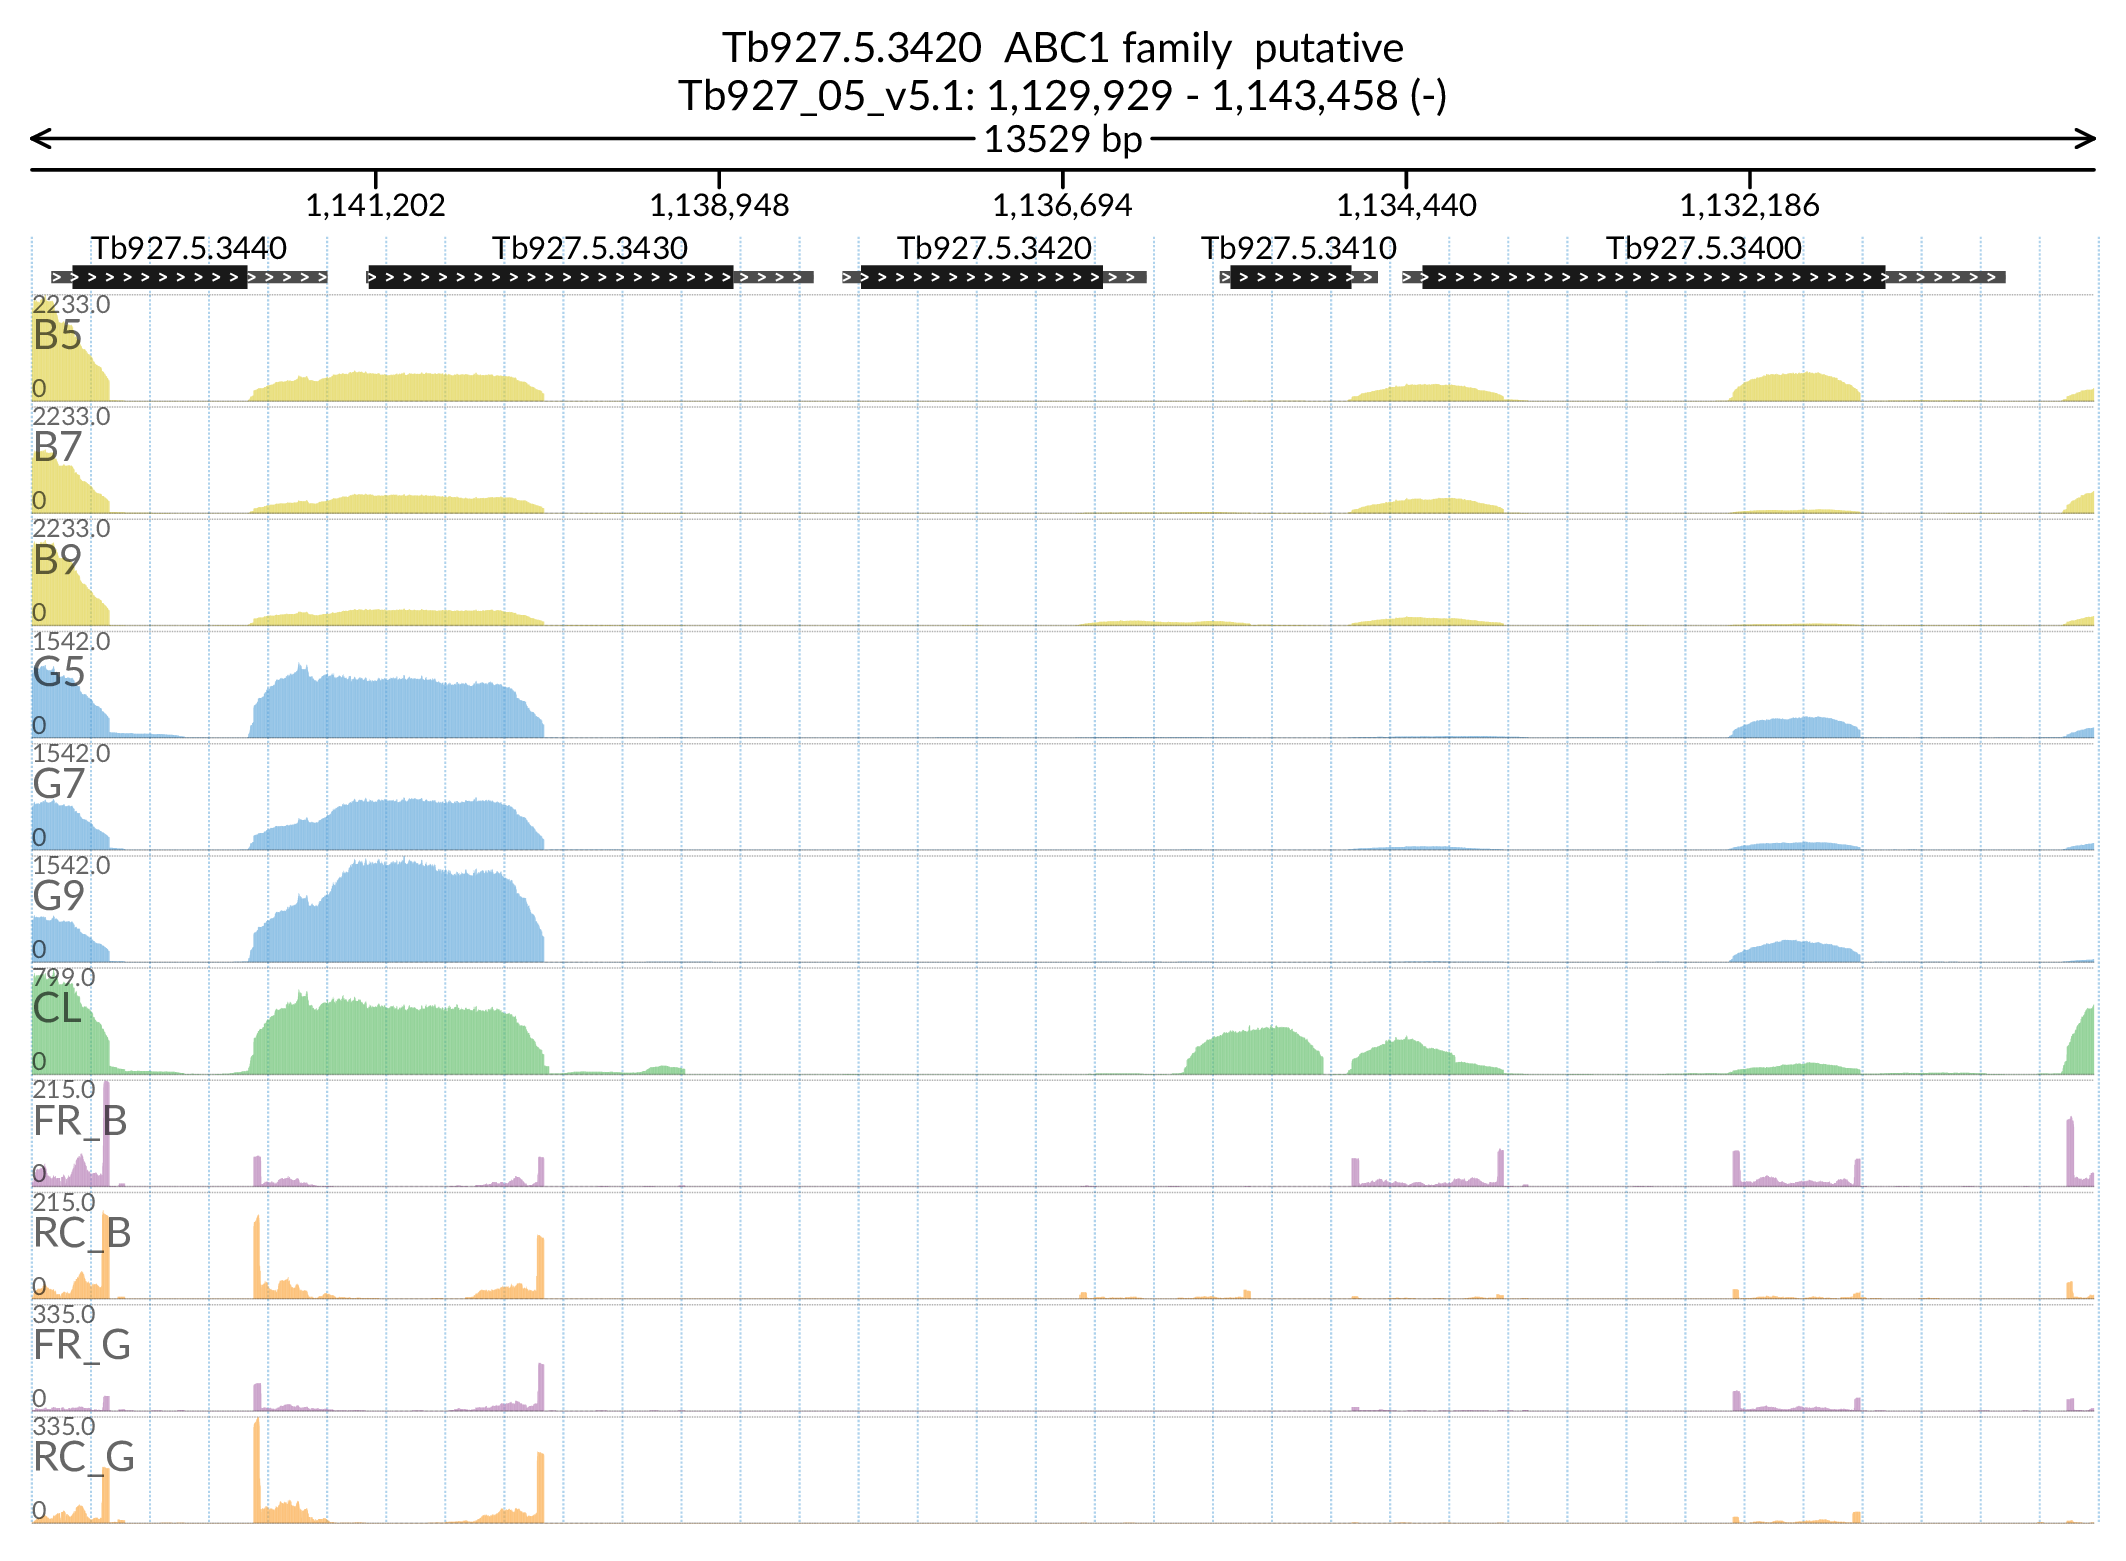 Tb927.5.3420 ABC1 family putative
Tb927_05_v5.1: 1,129,929 - 1,143,458 (-)
13529 bp
1,141,202 1,138,948 1,136,694 1,134,440 1,132,186
Tb927.5.3440 Tb927.5.3430 Tb927.5.3420 Tb927.5.3410 Tb927.5.3400
2233.0
B5
0
2233.0
B7
0
2233.0
B9
0
1542.0
G5
0
1542.0
G7
0
1542.0
G9
0
799.0
CL
0
215.0
FR_B
0
215.0
RC_B
0
335.0
FR_G
0
335.0
RC_G
0